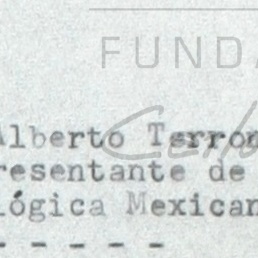 FUNDA
Alberto Terron
resentante de
lógica Mexican
- - - - -